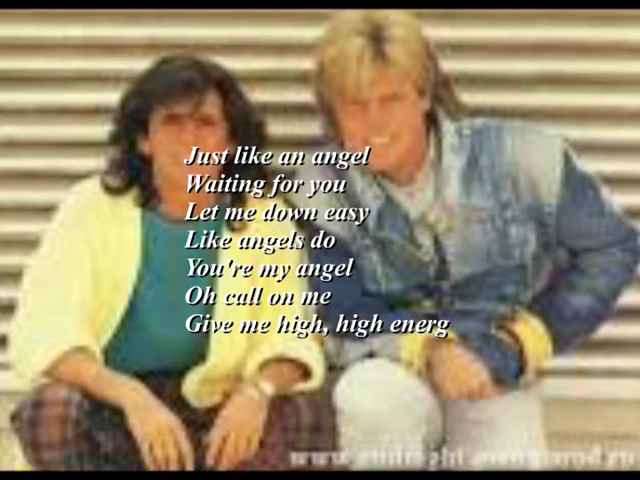 Just like an angel
Waiting for you
Let me down easy
Like angels do
You're my angel
Oh call on me
Give me high, high energ